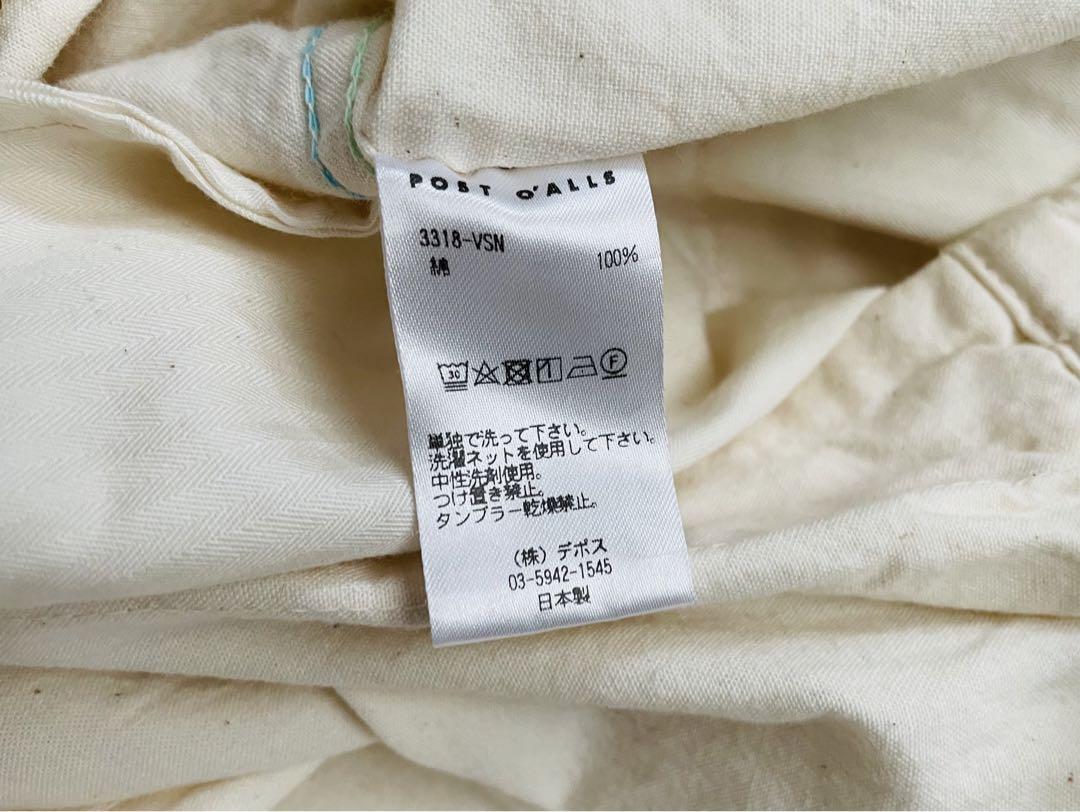 POST O'ALLS
3318-VSN
綿 100%
30
F
単独で洗って下さい。
洗濯ネットを使用して下さい。
中性洗剤使用。
つけ置き禁止。
タンブラー乾燥禁止。
(株) デポス
03-5942-1545
日本製